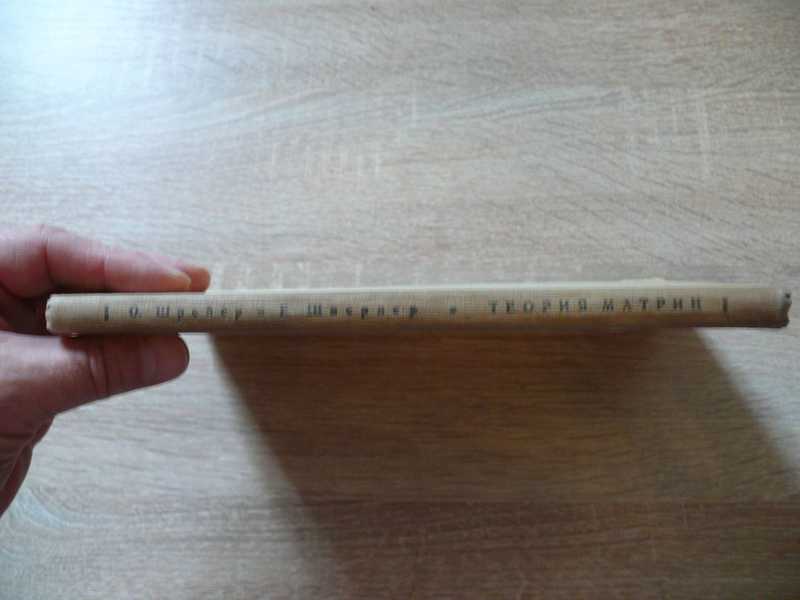 О. Шрейер и Г. Шпернер * ТЕОРИЯ МАТРИЦ